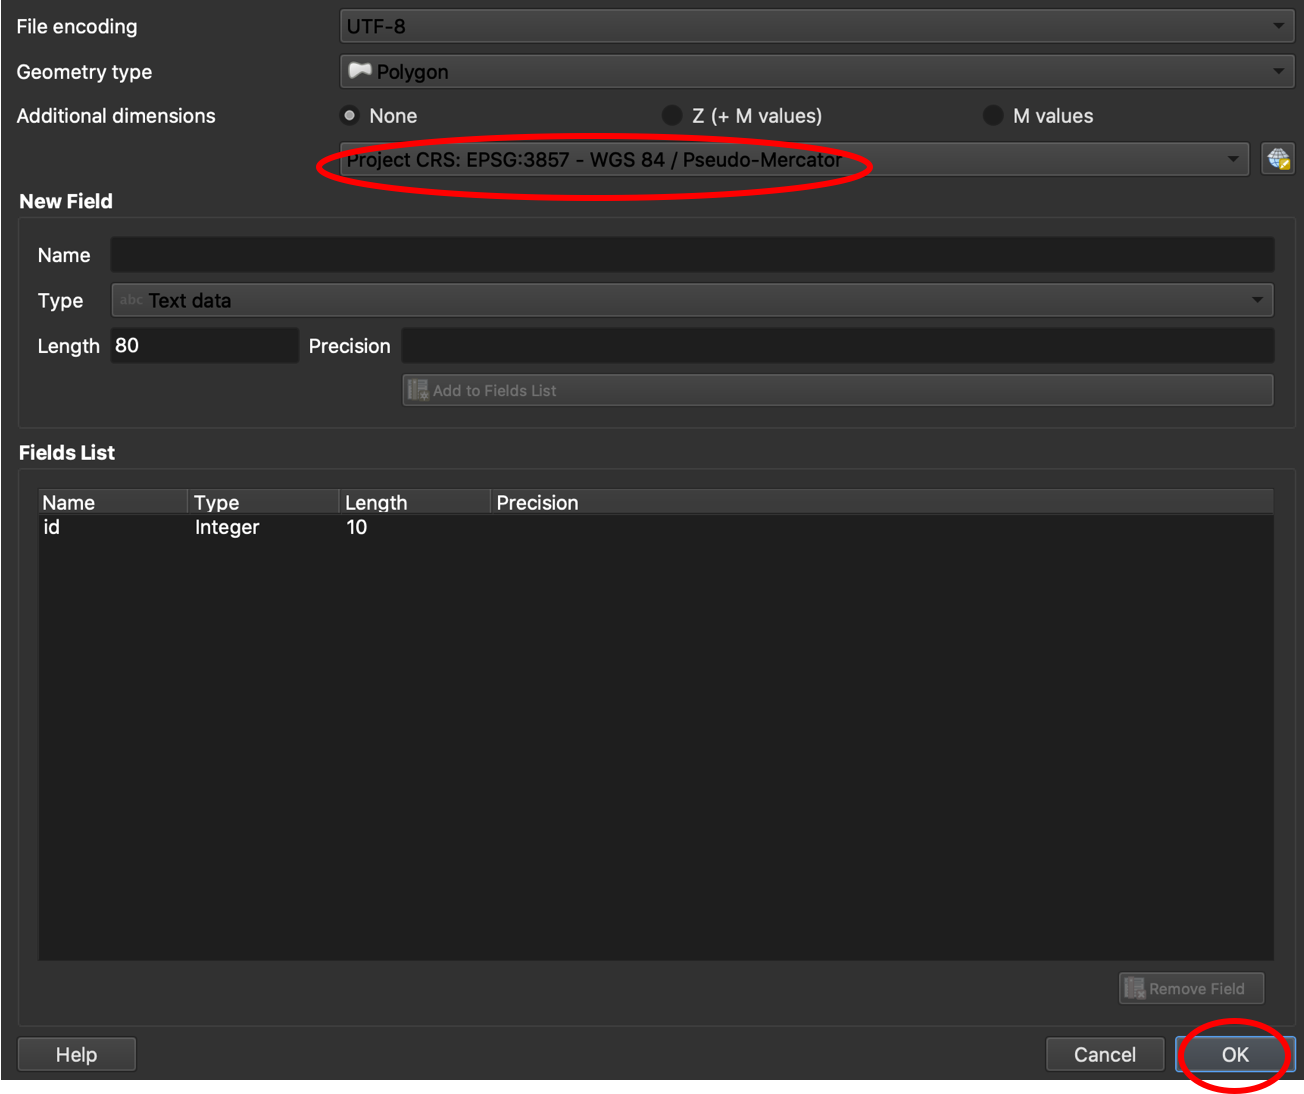 File encoding UTF-8
Geometry type Polygon
Additional dimensions None Z (+ M values) M values
Project CRS: EPSG:3857 - WGS 84 / Pseudo-Mercator
New Field
Name
Type abc Text data
Length 80 Precision
Add to Fields List
Fields List
Name Type Length Precision
id Integer 10
Remove Field
Help Cancel OK